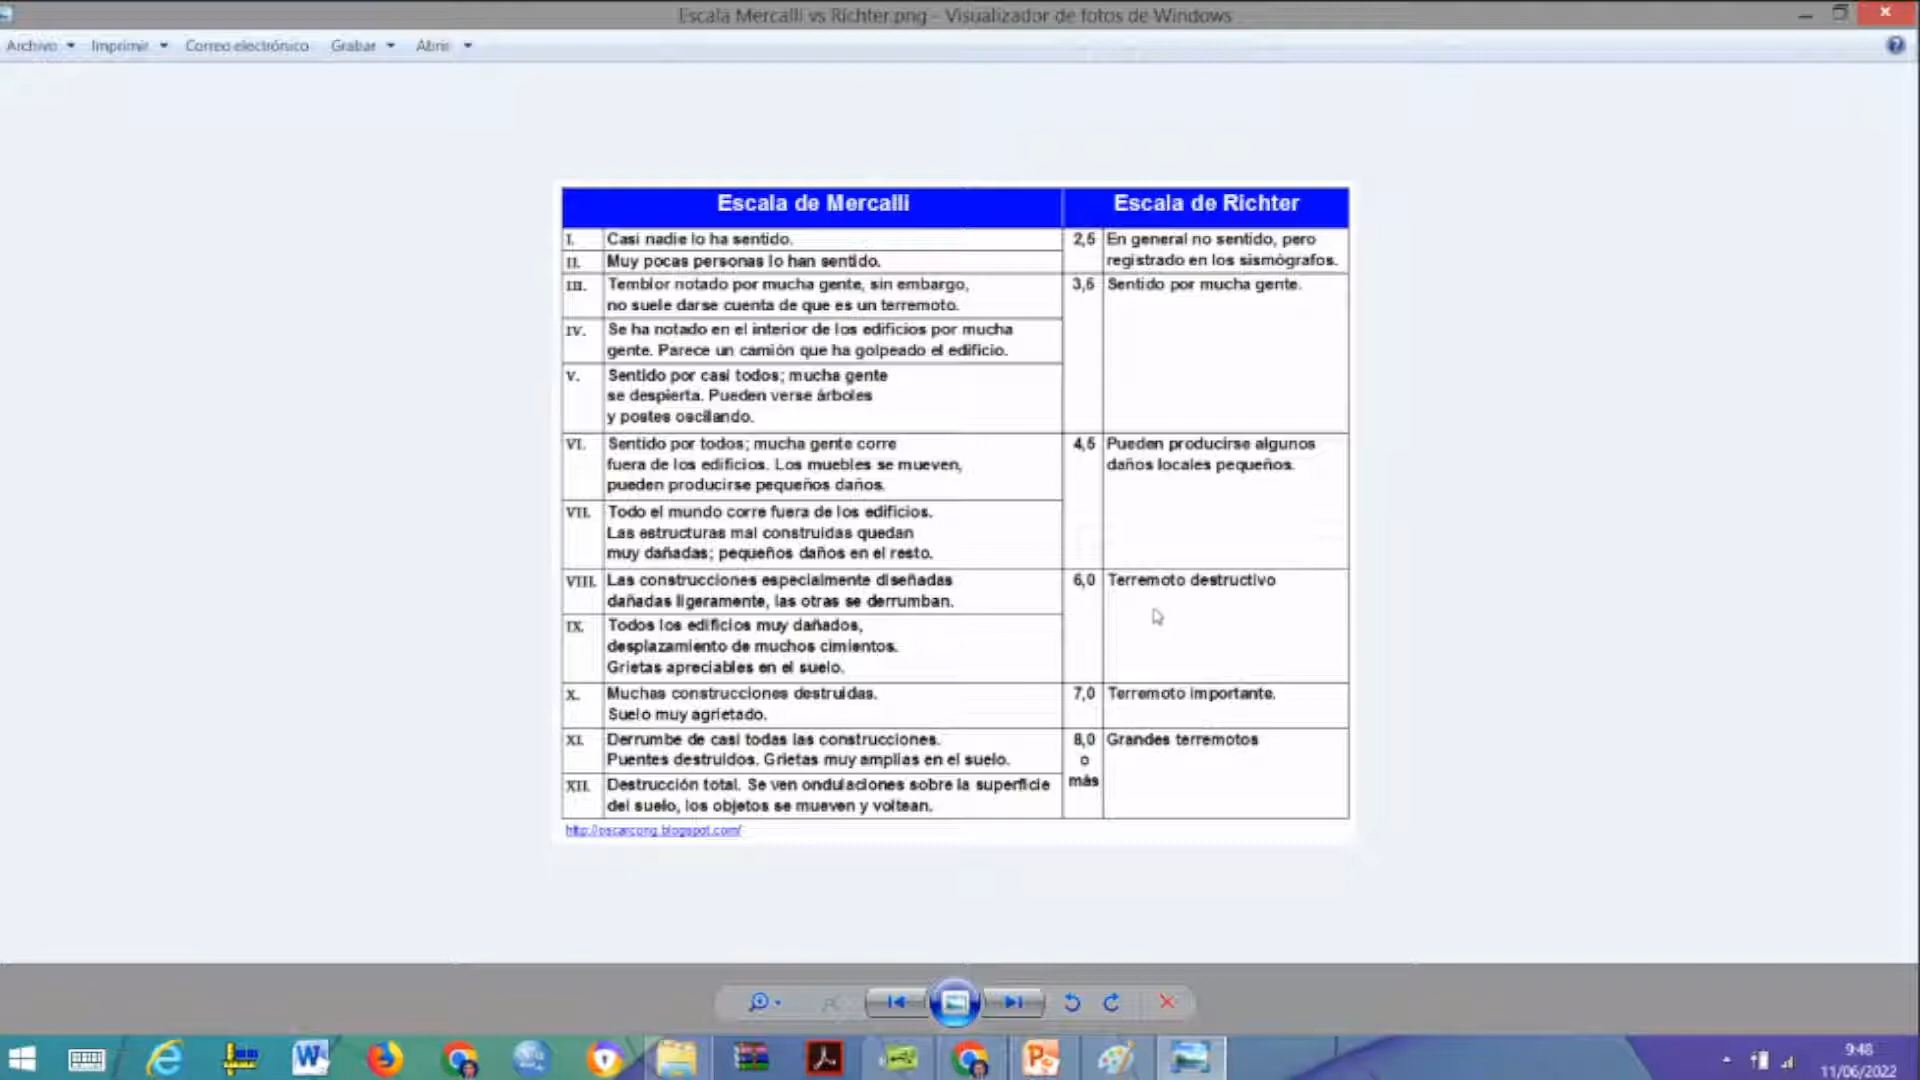 Escala Mercalli vs Richter.png - Visualizador de fotos de Windows
Archivo Imprimir Correo electrónico Grabar Abrir
Escala de Mercalli Escala de Richter
I. Casi nadie lo ha sentido.
II. Muy pocas personas lo han sentido.
2,5 En general no sentido, pero
registrado en los sismógrafos.
III. Temblor notado por mucha gente, sin embargo,
no suele darse cuenta de que es un terremoto.
3,5 Sentido por mucha gente.
IV. Se ha notado en el interior de los edificios por mucha
gente. Parece un camión que ha golpeado el edificio.
V. Sentido por casi todos; mucha gente
se despierta. Pueden verse árboles
y postes oscilando.
VI. Sentido por todos; mucha gente corre
fuera de los edificios. Los muebles se mueven,
pueden producirse pequeños daños.
4,5 Pueden producirse algunos
daños locales pequeños.
VII. Todo el mundo corre fuera de los edificios.
Las estructuras mal construidas quedan
muy dañadas; pequeños daños en el resto.
VIII. Las construcciones especialmente diseñadas
dañadas ligeramente, las otras se derrumban.
6,0 Terremoto destructivo
IX. Todos los edificios muy dañados,
desplazamiento de muchos cimientos.
Grietas apreciables en el suelo.
X. Muchas construcciones destruidas.
Suelo muy agrietado.
7,0 Terremoto importante.
XI. Derrumbe de casi todas las construcciones.
Puentes destruidos. Grietas muy amplias en el suelo.
8,0 Grandes terremotos
o
más
XII. Destrucción total. Se ven ondulaciones sobre la superficie
del suelo, los objetos se mueven y voltean.
http://oscarcong.blogspot.com/
9:48
11/06/2022